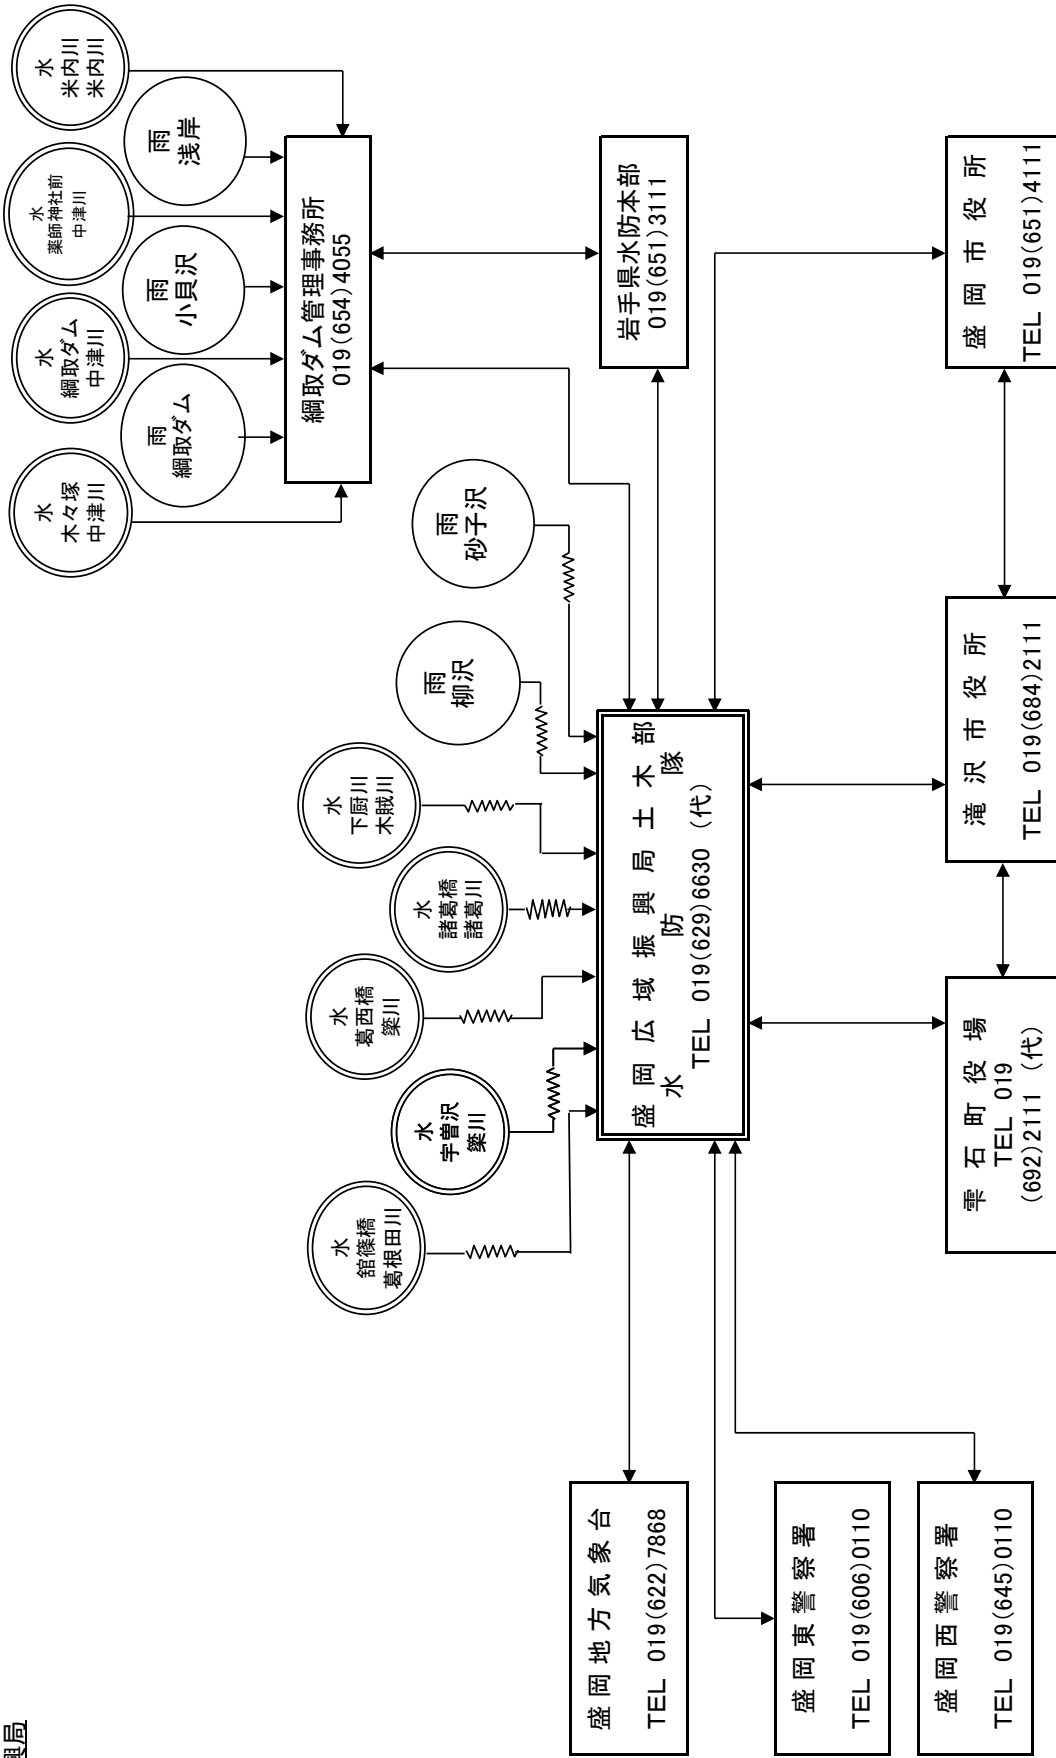 興局
水
木々塚
中津川
雨
綱取ダム
水
綱取ダム
中津川
雨
小貝沢
水
薬師神社前
中津川
雨
浅岸
水
米内川
米内川
綱取ダム管理事務所
019(654)4055
水
舘篠橋
葛根田川
水
宇曽沢
簗川
水
葛西橋
簗川
水
諸葛橋
諸葛川
水
下厨川
木賊川
雨
柳沢
雨
砂子沢
盛岡地方気象台
TEL 019(622)7868
盛岡広域振興局土木部
水防隊
TEL 019(629)6630 (代)
岩手県水防本部
019(651)3111
盛岡東警察署
TEL 019(606)0110
盛岡西警察署
TEL 019(645)0110
雫石町役場
TEL 019
(692)2111 (代)
滝沢市役所
TEL 019(684)2111
盛岡市役所
TEL 019(651)4111